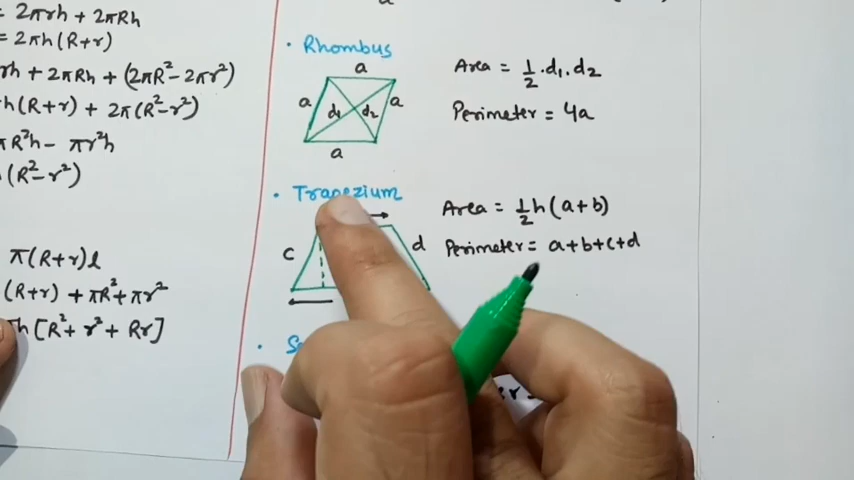 = 2πrh + 2πRh
= 2πh(R+r)
rh + 2πRh + (2πR²-2πr²)
h(R+r) + 2π(R²-r²)
πR²h - πr²h
(R²-r²)
π(R+r)l
(R+r) + πR²+πr²
h[R²+r²+Rr]
• Rhombus
a
a
a
d₁
d₂
a
Area = 1/2 · d₁ · d₂
Perimeter = 4a
• Trapezium
c
d
Area = 1/2 h(a+b)
Perimeter = a+b+c+d